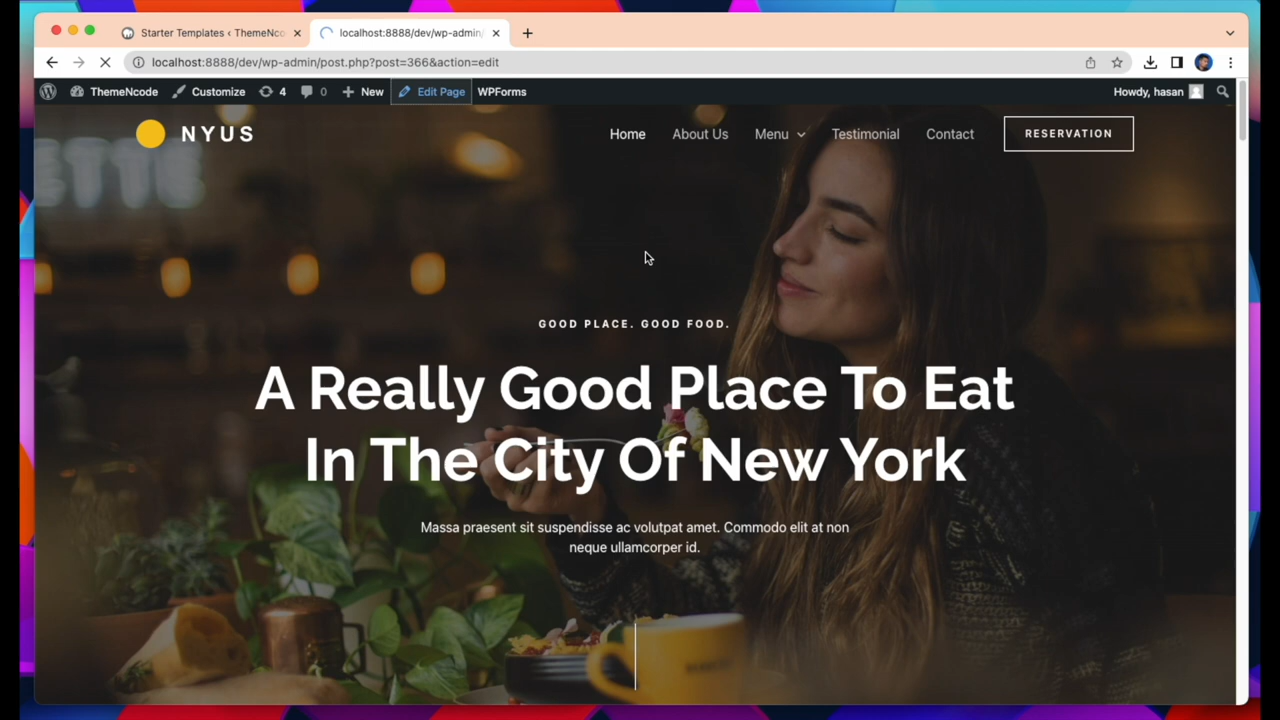 Starter Templates ‹ ThemeNco
localhost:8888/dev/wp-admin/
localhost:8888/dev/wp-admin/post.php?post=366&action=edit
ThemeNcode Customize 4 0 New Edit Page WPForms Howdy, hasan
NYUS Home About Us Menu Testimonial Contact RESERVATION
GOOD PLACE. GOOD FOOD.
A Really Good Place To Eat
In The City Of New York
Massa praesent sit suspendisse ac volutpat amet. Commodo elit at non
neque ullamcorper id.